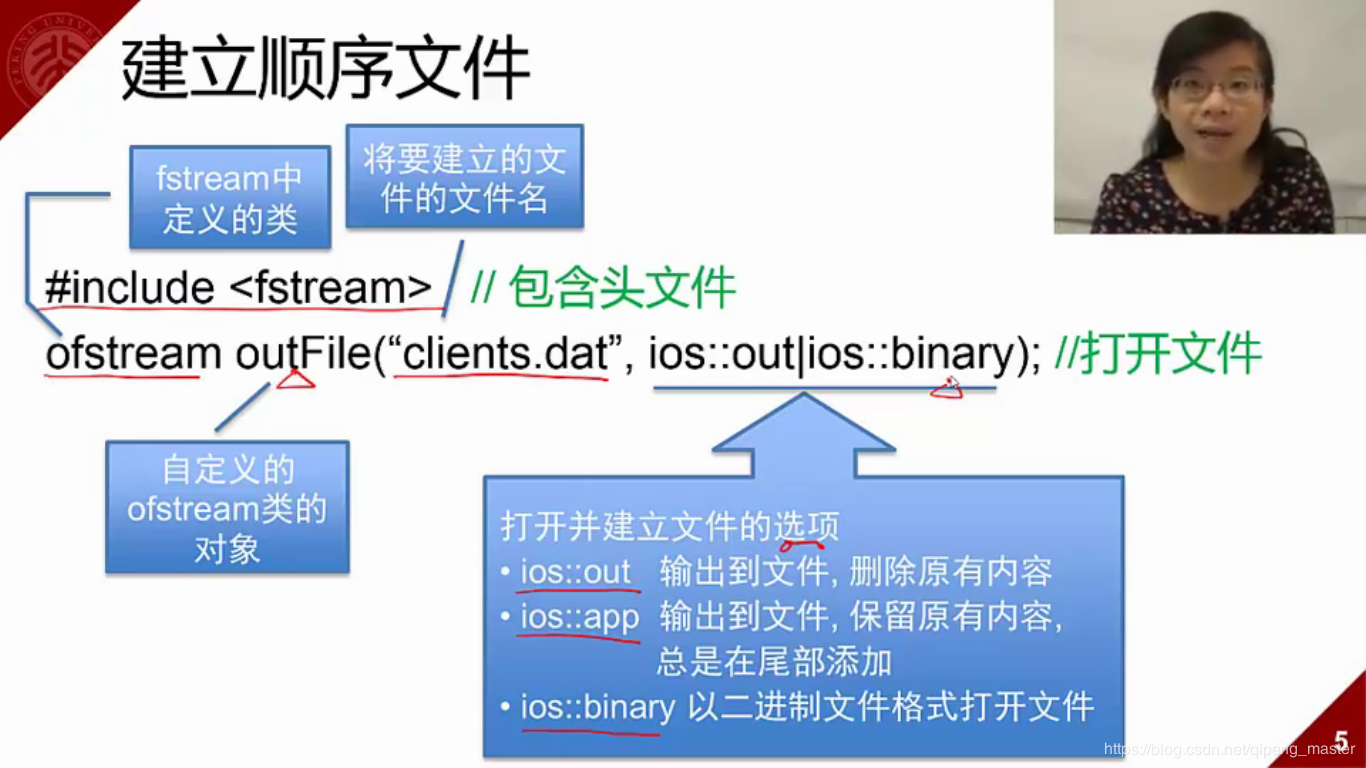 建立顺序文件
fstream中
定义的类
将要建立的文
件的文件名
#include <fstream> // 包含头文件
ofstream outFile(“clients.dat”, ios::out|ios::binary); //打开文件
自定义的
ofstream类的
对象
打开并建立文件的选项
• ios::out 输出到文件, 删除原有内容
• ios::app 输出到文件, 保留原有内容,
总是在尾部添加
• ios::binary 以二进制文件格式打开文件
5
https://blog.csdn.net/qipang_master